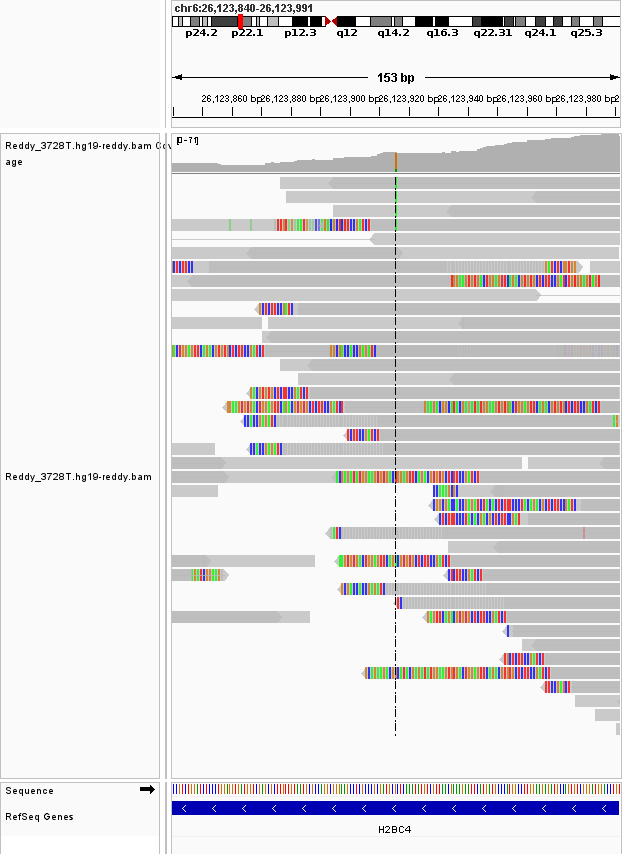 chr6:26,123,840-26,123,991
p24.2 p22.1 p12.3 q12 q14.2 q16.3 q22.31 q24.1 q25.3
153 bp
26,123,860 bp 26,123,880 bp 26,123,900 bp 26,123,920 bp 26,123,940 bp 26,123,960 bp 26,123,980 bp
Reddy_3728T.hg19-reddy.bam Cov
age
[0-71]
Reddy_3728T.hg19-reddy.bam
Sequence
RefSeq Genes
H2BC4